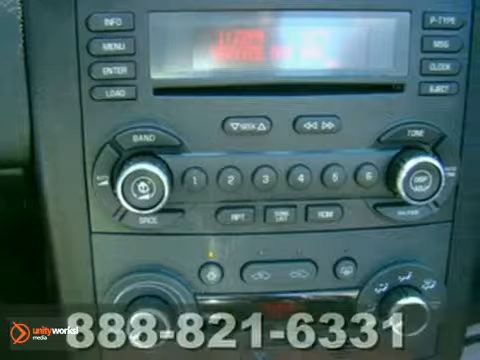 INFO
P-TYPE
MENU
MSG
ENTER
CLOCK
LOAD
EJECT
SEEK
BAND
TONE
1 2 3 4 5 6
RPT
RDM
888-821-6331
unityworks!
media